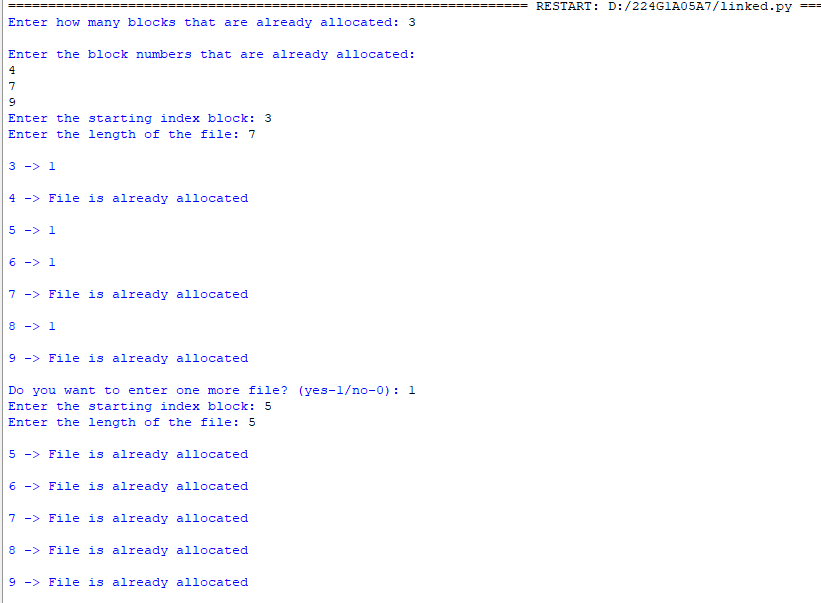 ================================================================= RESTART: D:/224G1A05A7/linked.py ===
Enter how many blocks that are already allocated: 3
Enter the block numbers that are already allocated:
4
7
9
Enter the starting index block: 3
Enter the length of the file: 7
3 -> 1
4 -> File is already allocated
5 -> 1
6 -> 1
7 -> File is already allocated
8 -> 1
9 -> File is already allocated
Do you want to enter one more file? (yes-1/no-0): 1
Enter the starting index block: 5
Enter the length of the file: 5
5 -> File is already allocated
6 -> File is already allocated
7 -> File is already allocated
8 -> File is already allocated
9 -> File is already allocated